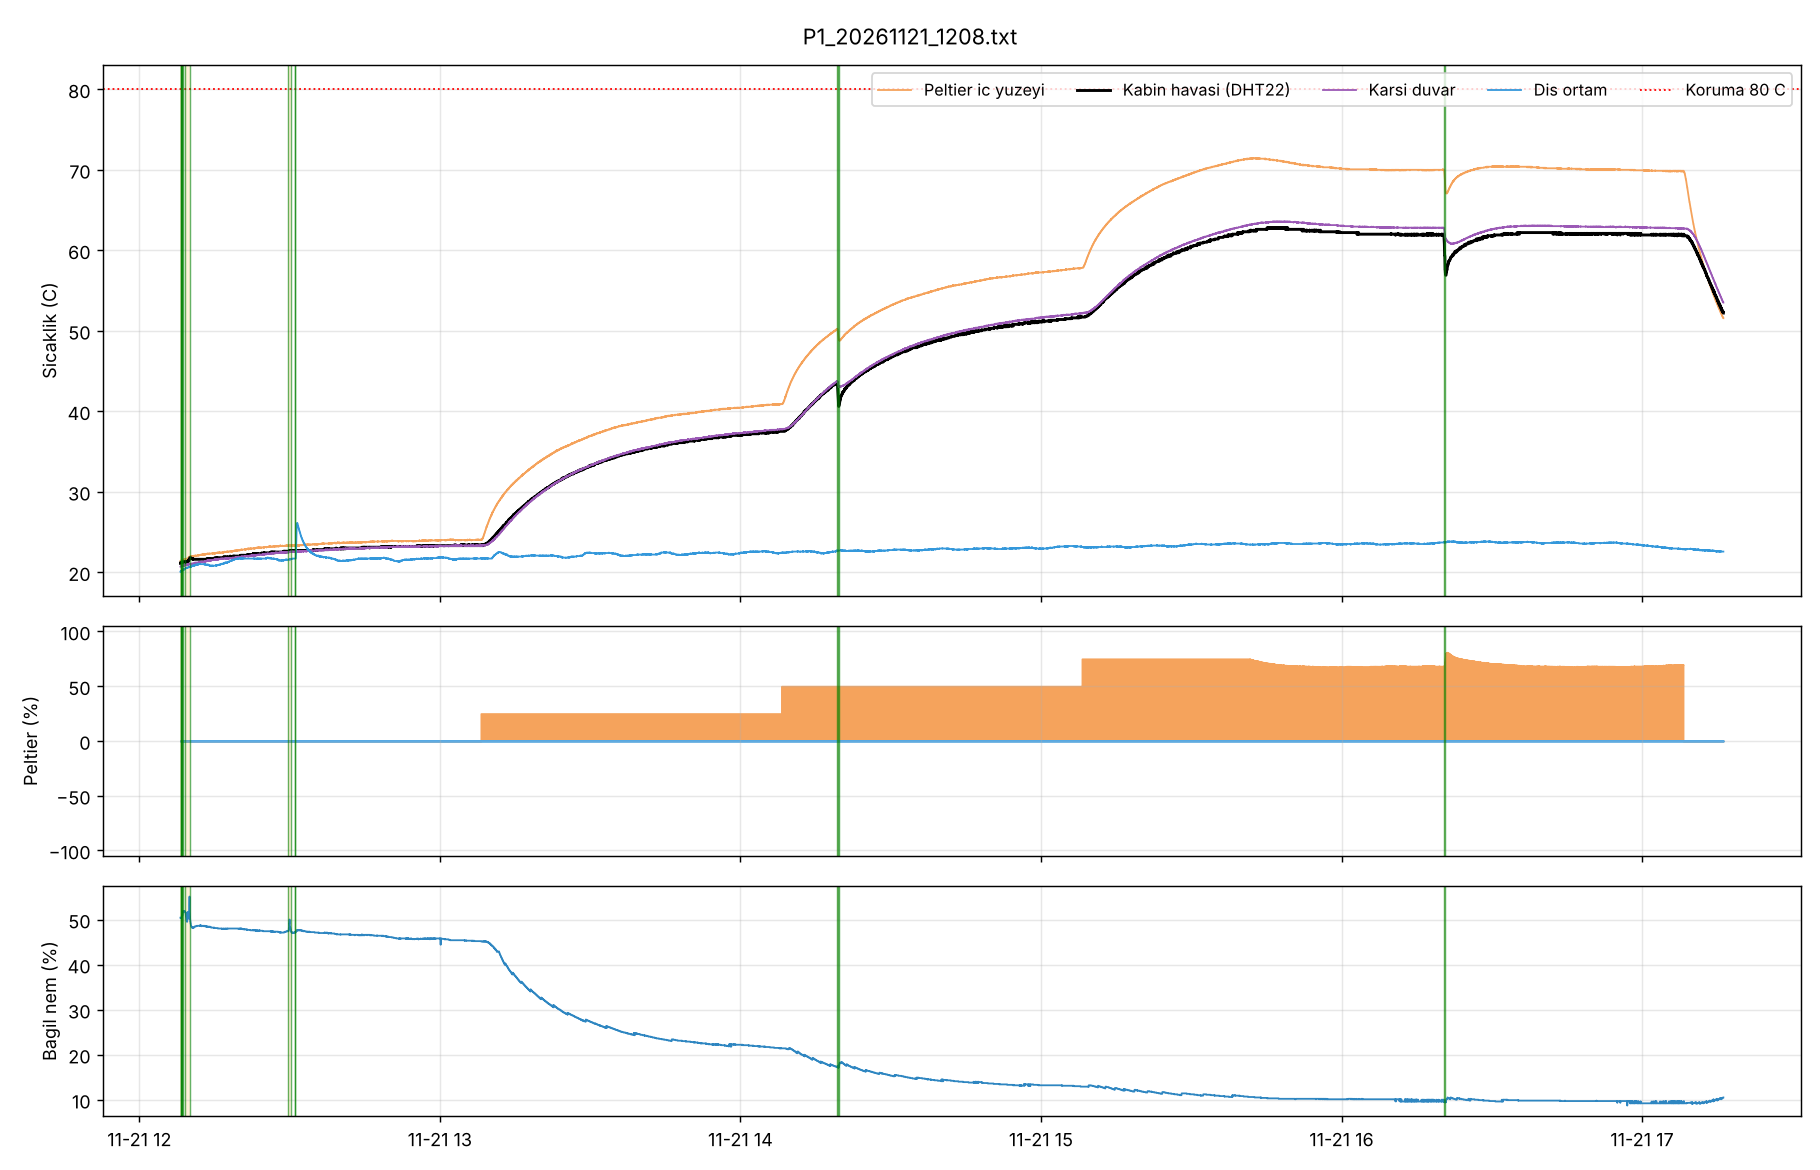 P1_20261121_1208.txt
Peltier ic yuzeyi Kabin havasi (DHT22) Karsi duvar Dis ortam Koruma 80 C
Sicaklik (C)
80
70
60
50
40
30
20
Peltier (%)
100
50
0
−50
−100
Bagil nem (%)
50
40
30
20
10
11-21 12 11-21 13 11-21 14 11-21 15 11-21 16 11-21 17